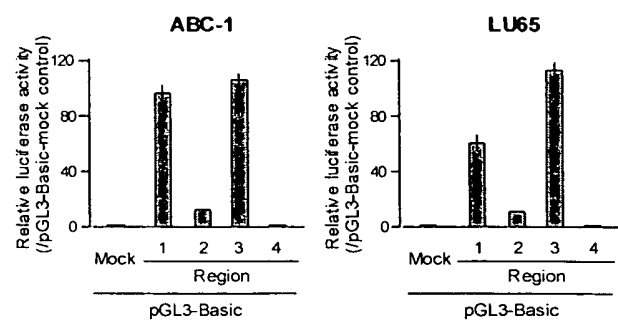 ABC-1
Relative luciferase activity
(/pGL3-Basic-mock control)
120
80
40
0
Mock 1 2 3 4
Region
pGL3-Basic
LU65
Relative luciferase activity
(/pGL3-Basic-mock control)
120
80
40
0
Mock 1 2 3 4
Region
pGL3-Basic